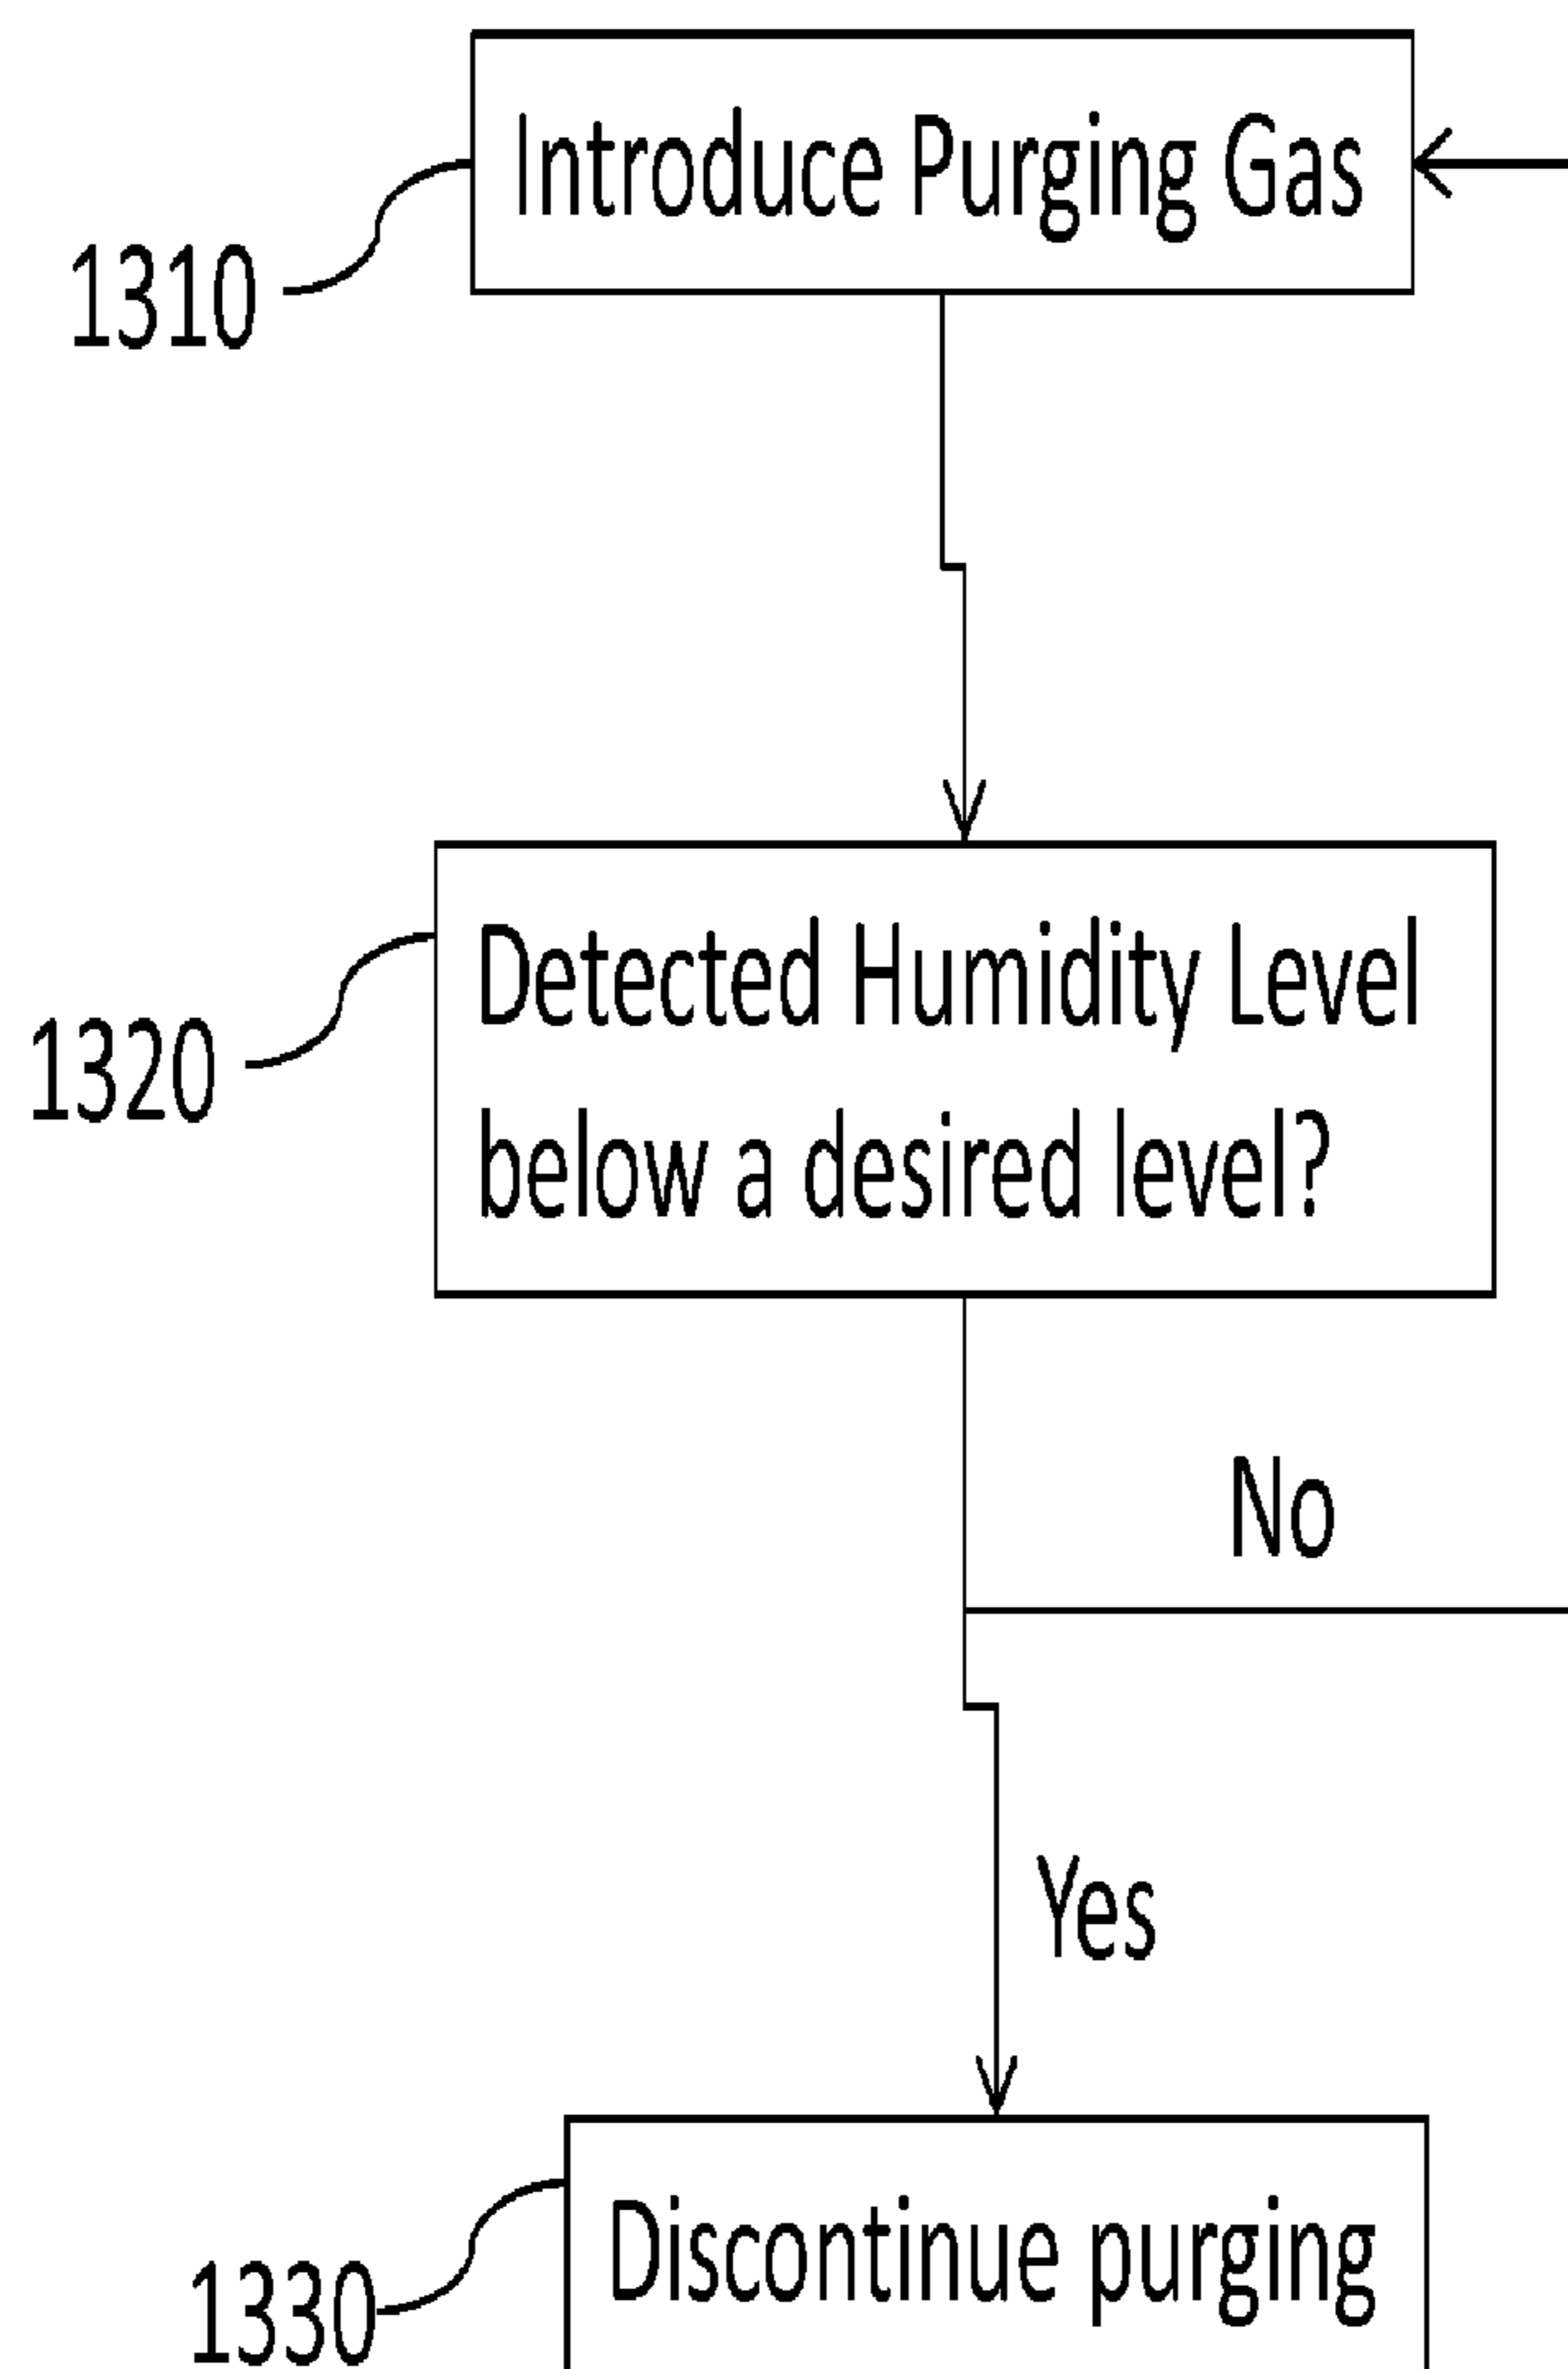 Introduce Purging Gas
1310
Detected Humidity Level
below a desired level?
1320
No
Yes
Discontinue purging
1330